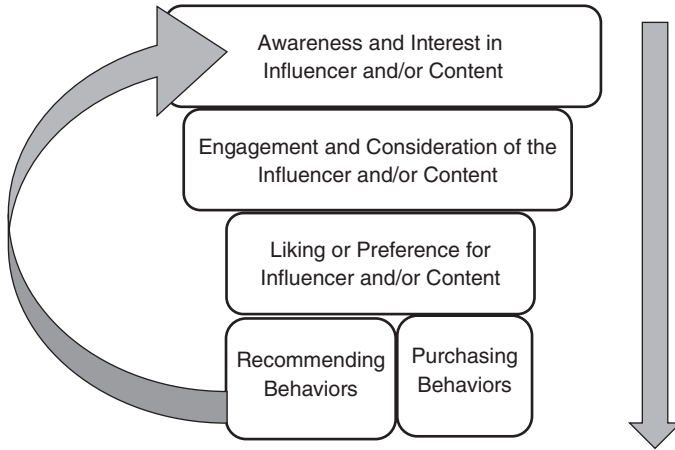 Awareness and Interest in
Influencer and/or Content
Engagement and Consideration of the
Influencer and/or Content
Liking or Preference for
Influencer and/or Content
Recommending
Behaviors
Purchasing
Behaviors